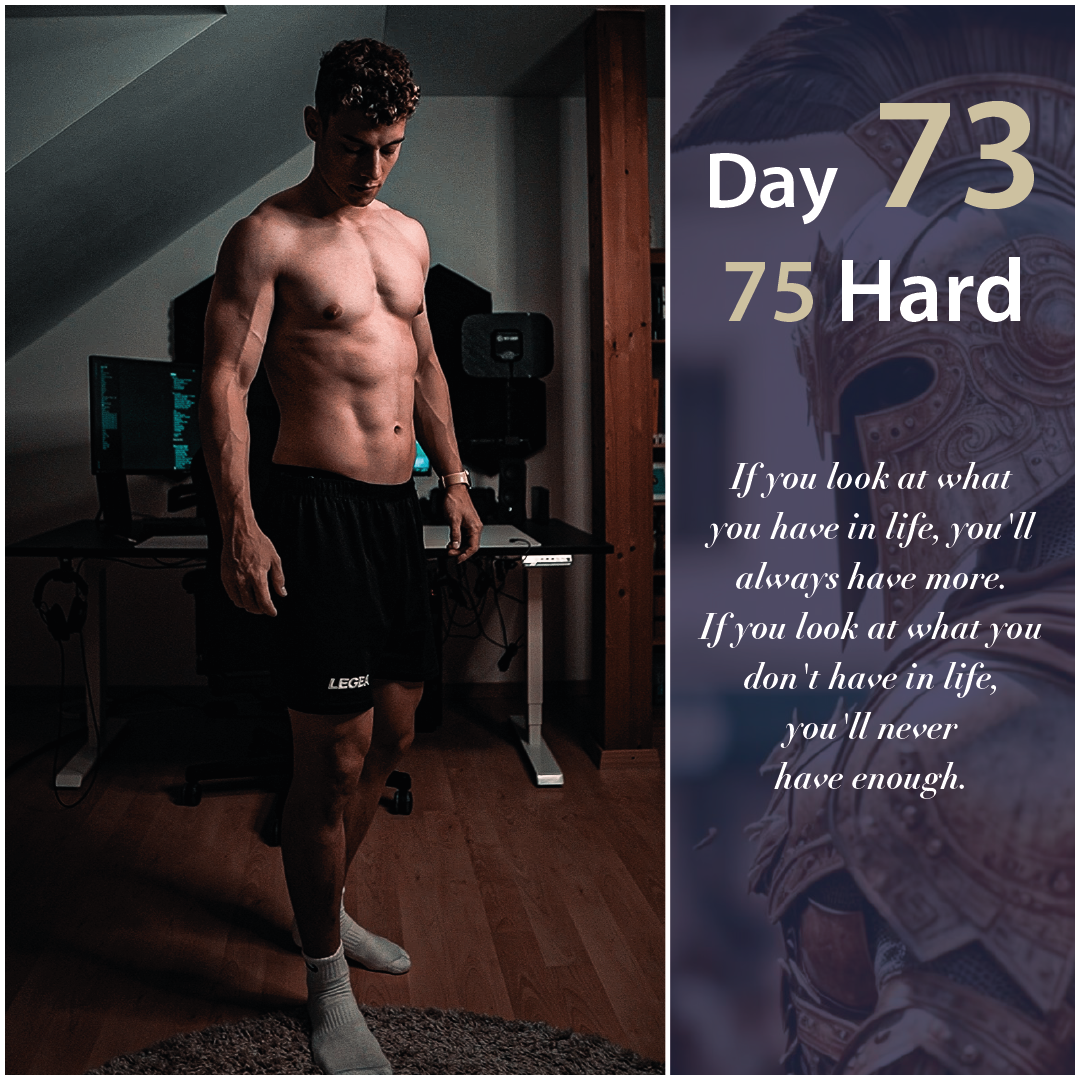 Day 73
75 Hard
If you look at what
you have in life, you'll
always have more.
If you look at what you
don't have in life,
you'll never
have enough.
LEGEA